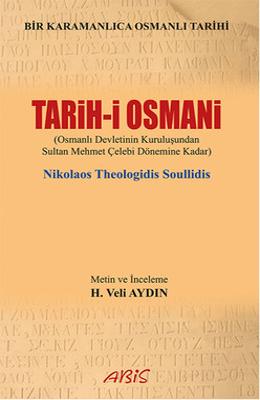 BİR KARAMANLICA OSMANLI TARİHİ
TARİH-İ OSMANİ
(Osmanlı Devletinin Kuruluşundan
Sultan Mehmet Çelebi Dönemine Kadar)
Nikolaos Theologidis Soullidis
Metin ve İnceleme
H. Veli AYDIN
ABİS